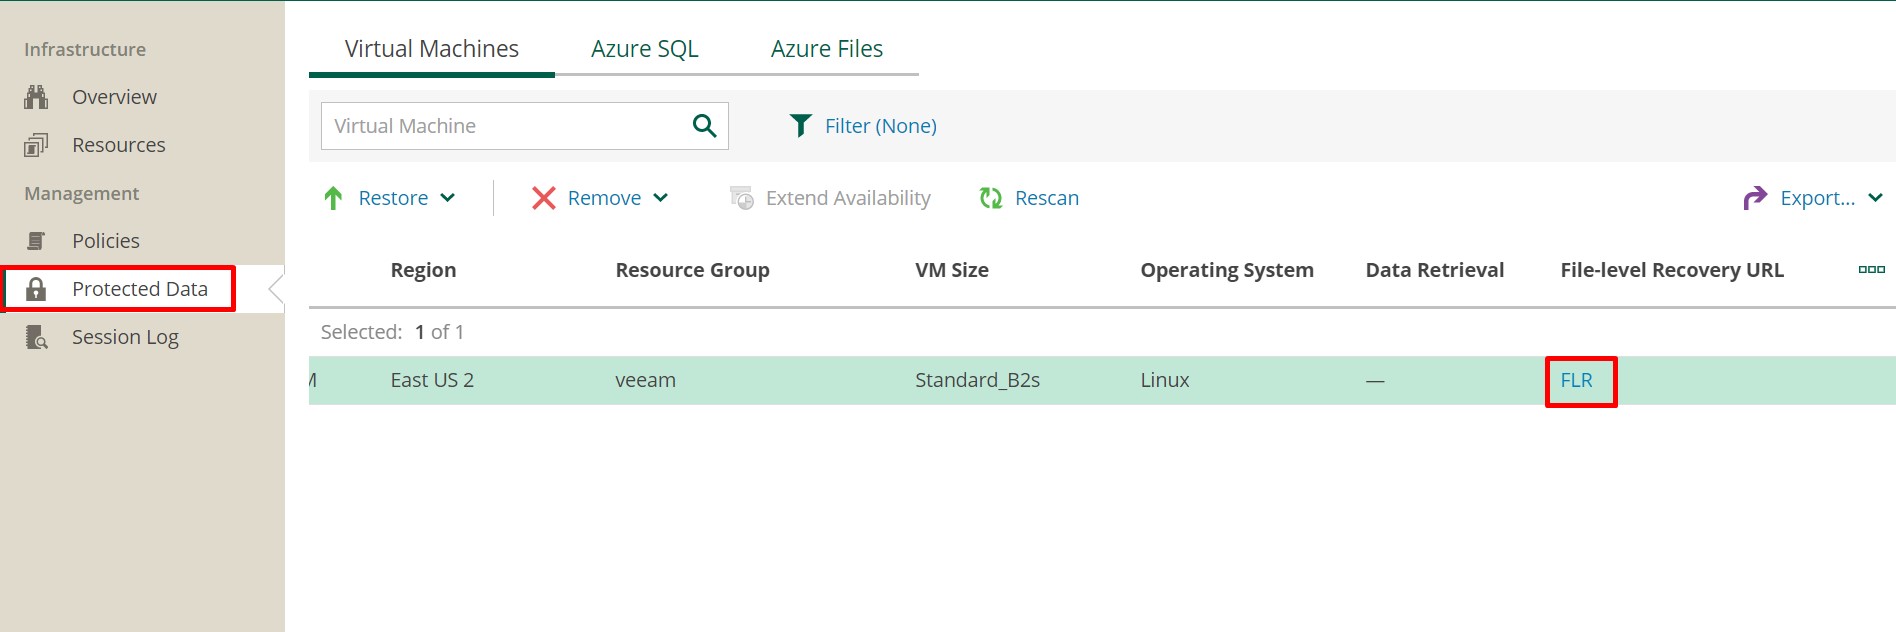 Infrastructure
Overview
Resources
Management
Policies
Protected Data
Session Log
Virtual Machines Azure SQL Azure Files
Virtual Machine Filter (None)
Restore Remove Extend Availability Rescan Export...
Region Resource Group VM Size Operating System Data Retrieval File-level Recovery URL
Selected: 1 of 1
East US 2 veeam Standard_B2s Linux — FLR